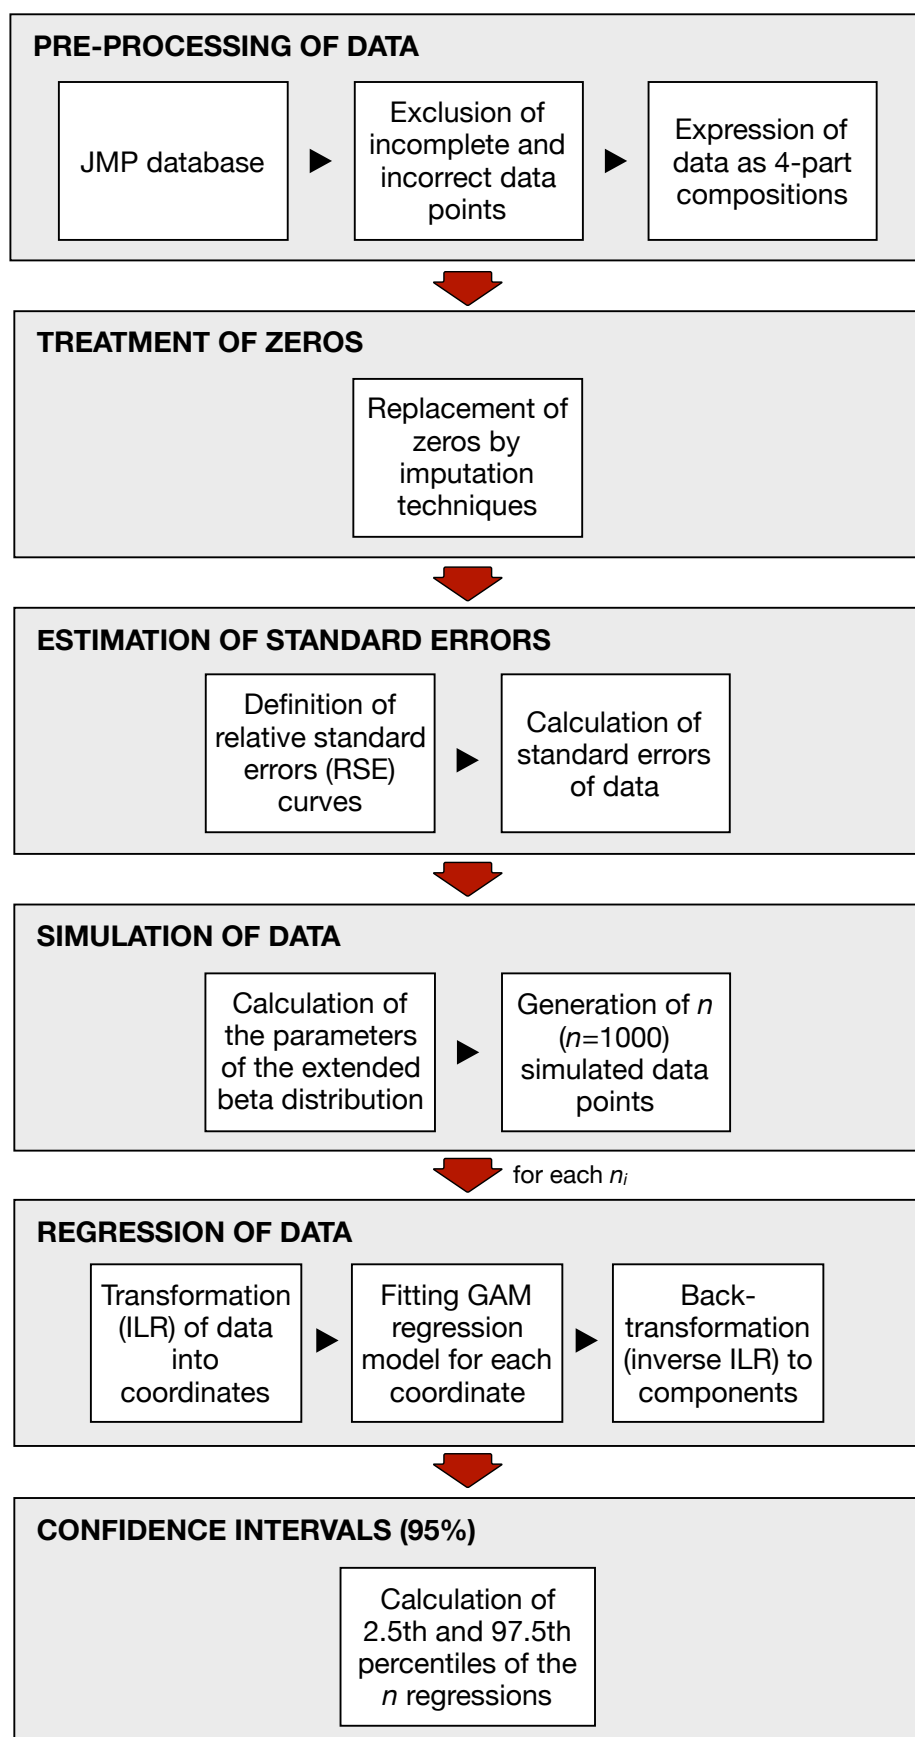 PRE-PROCESSING OF DATA
JMP database
Exclusion of
incomplete and
incorrect data
points
Expression of
data as 4-part
compositions
TREATMENT OF ZEROS
Replacement of
zeros by
imputation
techniques
ESTIMATION OF STANDARD ERRORS
Definition of
relative standard
errors (RSE)
curves
Calculation of
standard errors
of data
SIMULATION OF DATA
Calculation of
the parameters
of the extended
beta distribution
Generation of n
(n=1000)
simulated data
points
for each nᵢ
REGRESSION OF DATA
Transformation
(ILR) of data
into
coordinates
Fitting GAM
regression
model for each
coordinate
Back-
transformation
(inverse ILR) to
components
CONFIDENCE INTERVALS (95%)
Calculation of
2.5th and 97.5th
percentiles of the
n regressions